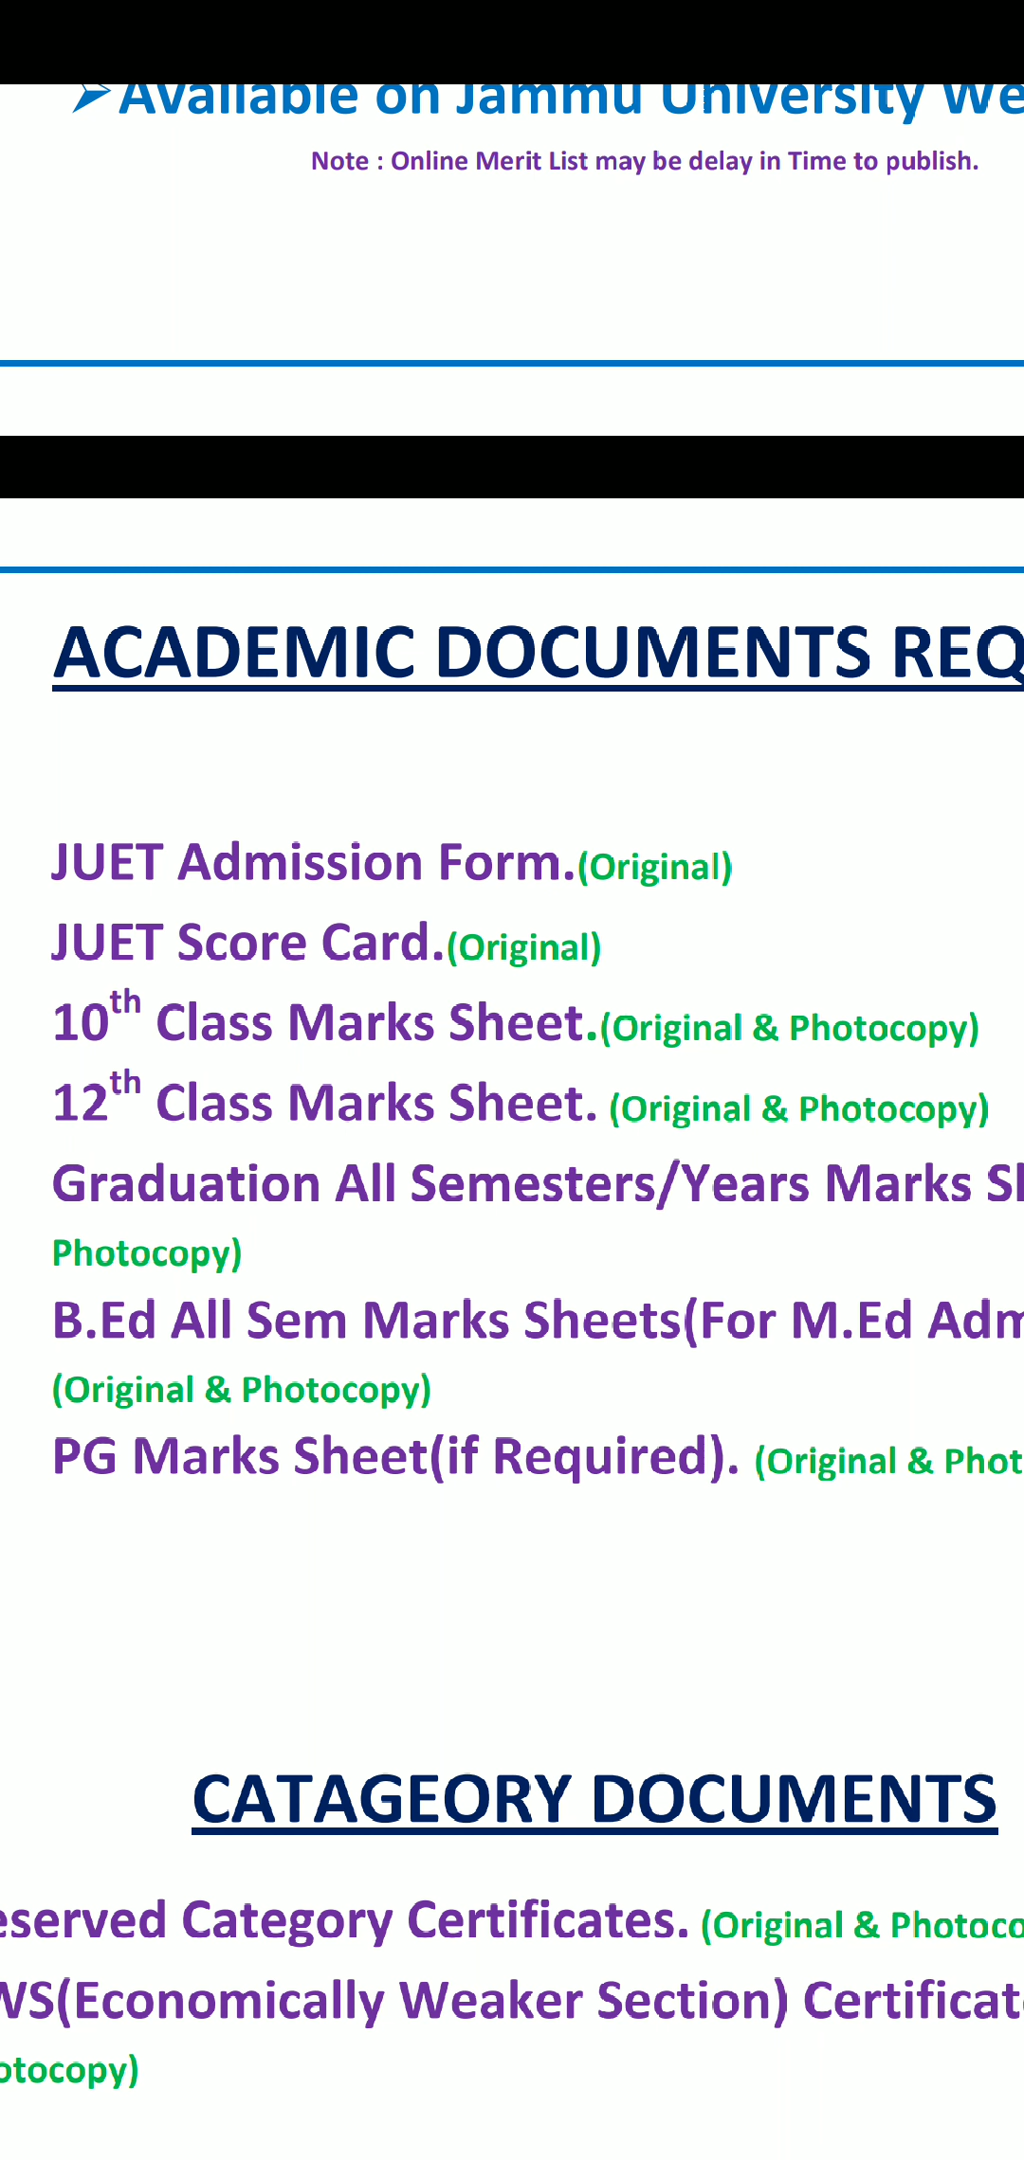 ➢Available on Jammu University We
Note : Online Merit List may be delay in Time to publish.
ACADEMIC DOCUMENTS REQ
JUET Admission Form.(Original)
JUET Score Card.(Original)
10th Class Marks Sheet.(Original & Photocopy)
12th Class Marks Sheet. (Original & Photocopy)
Graduation All Semesters/Years Marks Sh
Photocopy)
B.Ed All Sem Marks Sheets(For M.Ed Adm
(Original & Photocopy)
PG Marks Sheet(if Required). (Original & Phot
CATAGEORY DOCUMENTS
eserved Category Certificates. (Original & Photoco
WS(Economically Weaker Section) Certificat
otocopy)